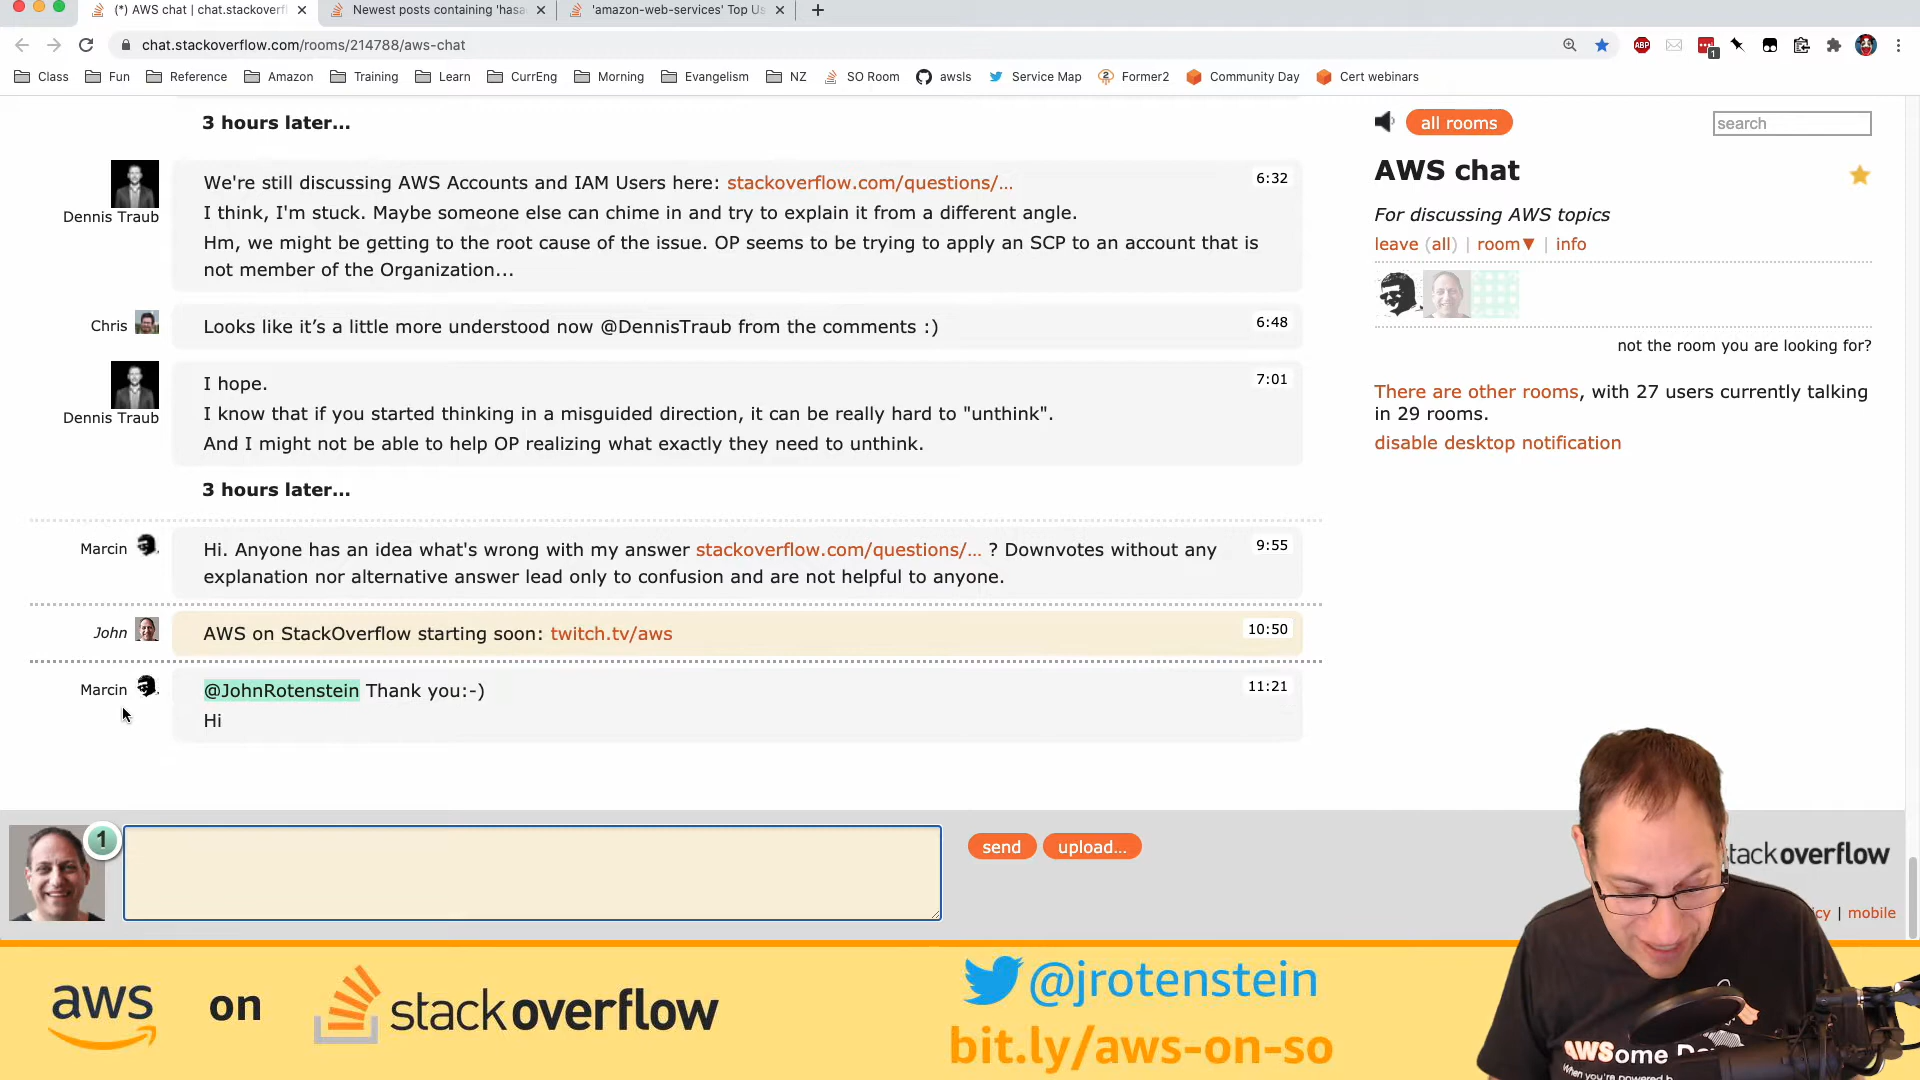 (*) AWS chat | chat.stackoverfl
Newest posts containing 'hasa
'amazon-web-services' Top Us
chat.stackoverflow.com/rooms/214788/aws-chat
ABP
1
Class
Fun
Reference
Amazon
Training
Learn
CurrEng
Morning
Evangelism
NZ
SO Room
awsls
Service Map
Former2
Community Day
Cert webinars
3 hours later...
Dennis Traub
We're still discussing AWS Accounts and IAM Users here: stackoverflow.com/questions/...
6:32
I think, I'm stuck. Maybe someone else can chime in and try to explain it from a different angle.
Hm, we might be getting to the root cause of the issue. OP seems to be trying to apply an SCP to an account that is
not member of the Organization...
Chris
Looks like it’s a little more understood now @DennisTraub from the comments :)
6:48
Dennis Traub
I hope.
7:01
I know that if you started thinking in a misguided direction, it can be really hard to "unthink".
And I might not be able to help OP realizing what exactly they need to unthink.
3 hours later...
Marcin
Hi. Anyone has an idea what's wrong with my answer stackoverflow.com/questions/... ? Downvotes without any
9:55
explanation nor alternative answer lead only to confusion and are not helpful to anyone.
John
AWS on StackOverflow starting soon: twitch.tv/aws
10:50
Marcin
@JohnRotenstein Thank you:-)
11:21
Hi
all rooms
search
AWS chat
For discussing AWS topics
leave (all) | room▼ | info
not the room you are looking for?
There are other rooms, with 27 users currently talking
in 29 rooms.
disable desktop notification
1
send
upload...
stackoverflow
cy | mobile
aws on stackoverflow
@jrotenstein
bit.ly/aws-on-so
AWSome Da
When you're powered b